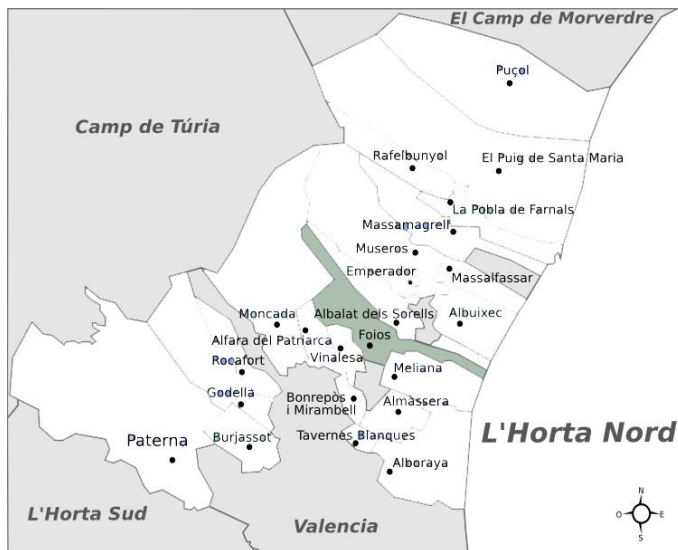 El Camp de Morverdre
Puçol
Camp de Túria
Rafelbunyol
El Puig de Santa Maria
La Pobla de Farnals
Massamagrell
Museros
Emperador
Massalfassar
Moncada
Albalat dels Sorells
Albuixec
Alfara del Patriarca
Foios
Vinalesa
Rocafort
Meliana
Godella
Bonrepòs
i Mirambell
Almàssera
L'Horta Nord
Paterna
Burjassot
Tavernes Blanques
Alboraya
L'Horta Sud
Valencia
N
O
E
S